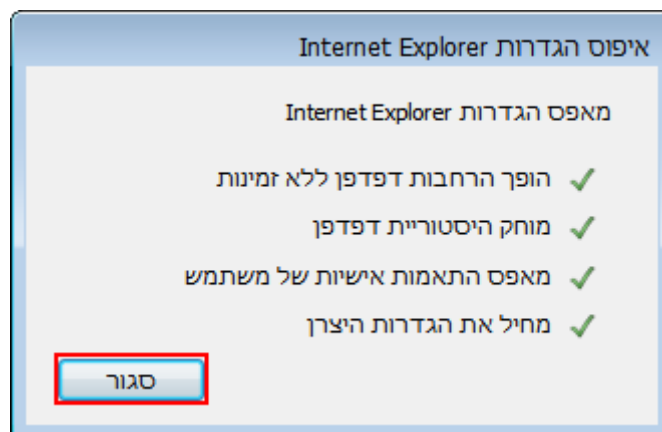 איפוס הגדרות Internet Explorer
מאפס הגדרות Internet Explorer
הופך הרחבות דפדפן ללא זמינות
מוחק היסטוריית דפדפן
מאפס התאמות אישיות של משתמש
מחיל את הגדרות היצרן
סגור